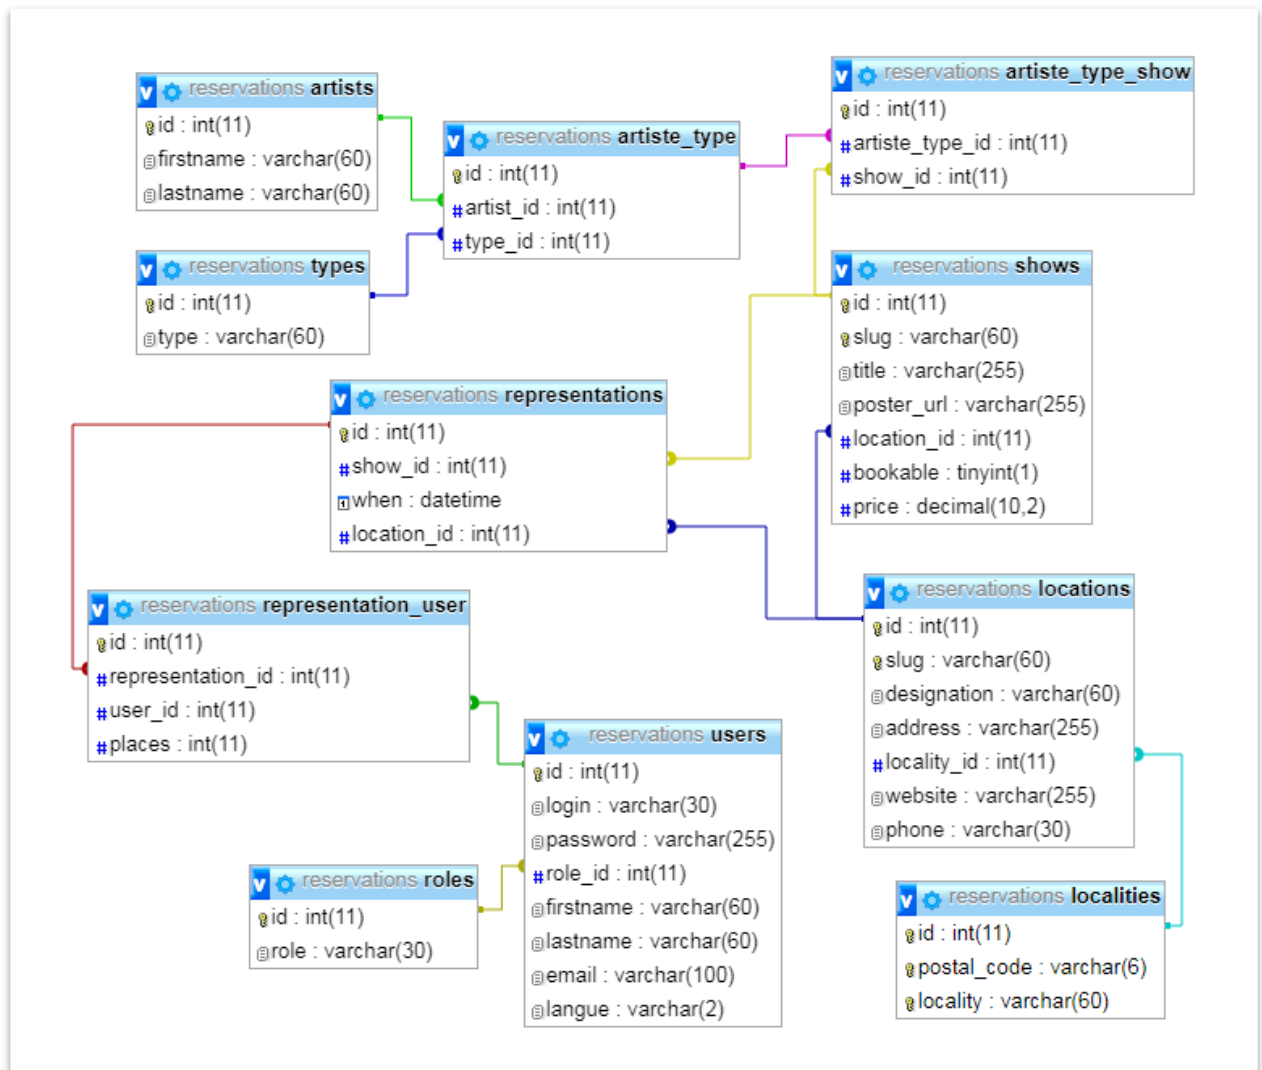 reservations artists
id : int(11)
firstname : varchar(60)
lastname : varchar(60)
reservations types
id : int(11)
type : varchar(60)
reservations artiste_type
id : int(11)
#artist_id : int(11)
#type_id : int(11)
reservations artiste_type_show
id : int(11)
#artiste_type_id : int(11)
#show_id : int(11)
reservations shows
id : int(11)
slug : varchar(60)
title : varchar(255)
poster_url : varchar(255)
#location_id : int(11)
#bookable : tinyint(1)
#price : decimal(10,2)
reservations representations
id : int(11)
#show_id : int(11)
when : datetime
#location_id : int(11)
reservations representation_user
id : int(11)
#representation_id : int(11)
#user_id : int(11)
#places : int(11)
reservations users
id : int(11)
login : varchar(30)
password : varchar(255)
#role_id : int(11)
firstname : varchar(60)
lastname : varchar(60)
email : varchar(100)
langue : varchar(2)
reservations roles
id : int(11)
role : varchar(30)
reservations locations
id : int(11)
slug : varchar(60)
designation : varchar(60)
address : varchar(255)
#locality_id : int(11)
website : varchar(255)
phone : varchar(30)
reservations localities
id : int(11)
postal_code : varchar(6)
locality : varchar(60)